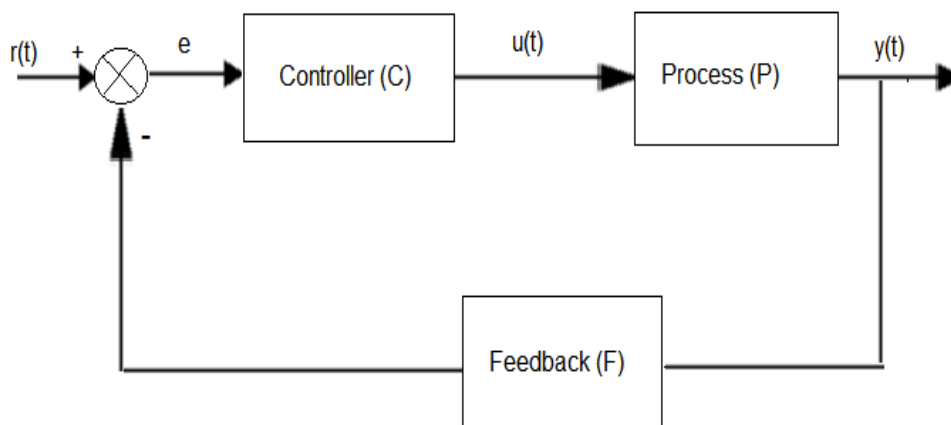 r(t)
+
e
Controller (C)
u(t)
Process (P)
y(t)
-
Feedback (F)